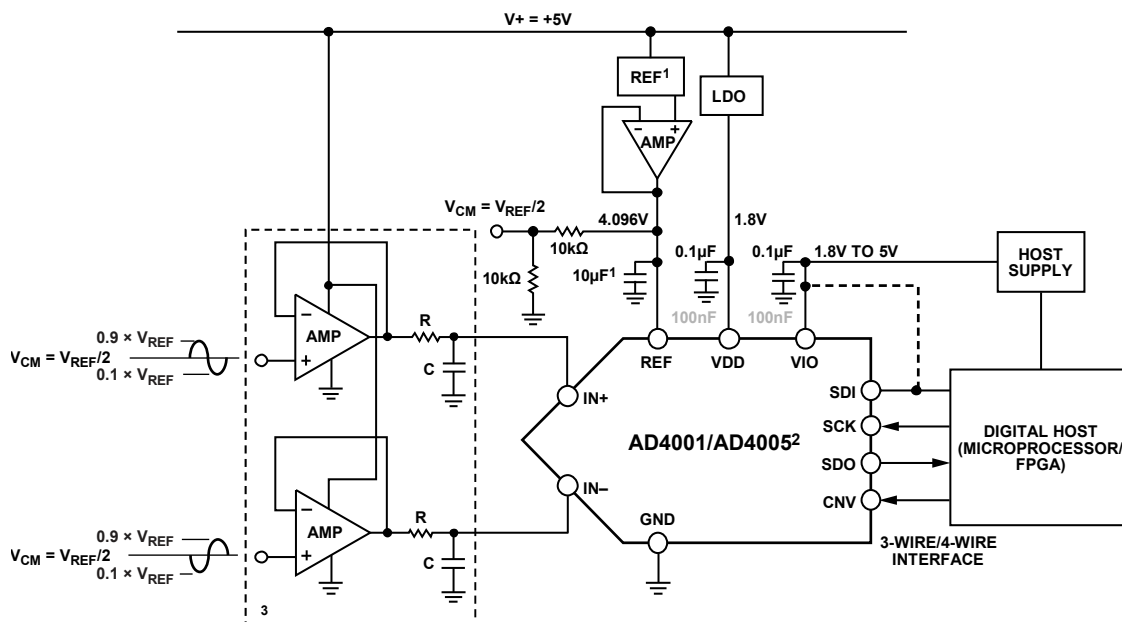 V+ = +5V
REF1
LDO
− +
AMP
VCM = VREF/2
4.096V
1.8V
10kΩ
10kΩ
10µF1
0.1µF
0.1µF
1.8V TO 5V
HOST
SUPPLY
100nF
100nF
−
AMP
+
R
C
0.9 × VREF
VCM = VREF/2
0.1 × VREF
REF
VDD
VIO
IN+
SDI
SCK
SDO
CNV
AD4001/AD40052
DIGITAL HOST
(MICROPROCESSOR/
FPGA)
IN−
GND
3-WIRE/4-WIRE
INTERFACE
−
AMP
+
R
C
0.9 × VREF
VCM = VREF/2
0.1 × VREF
3